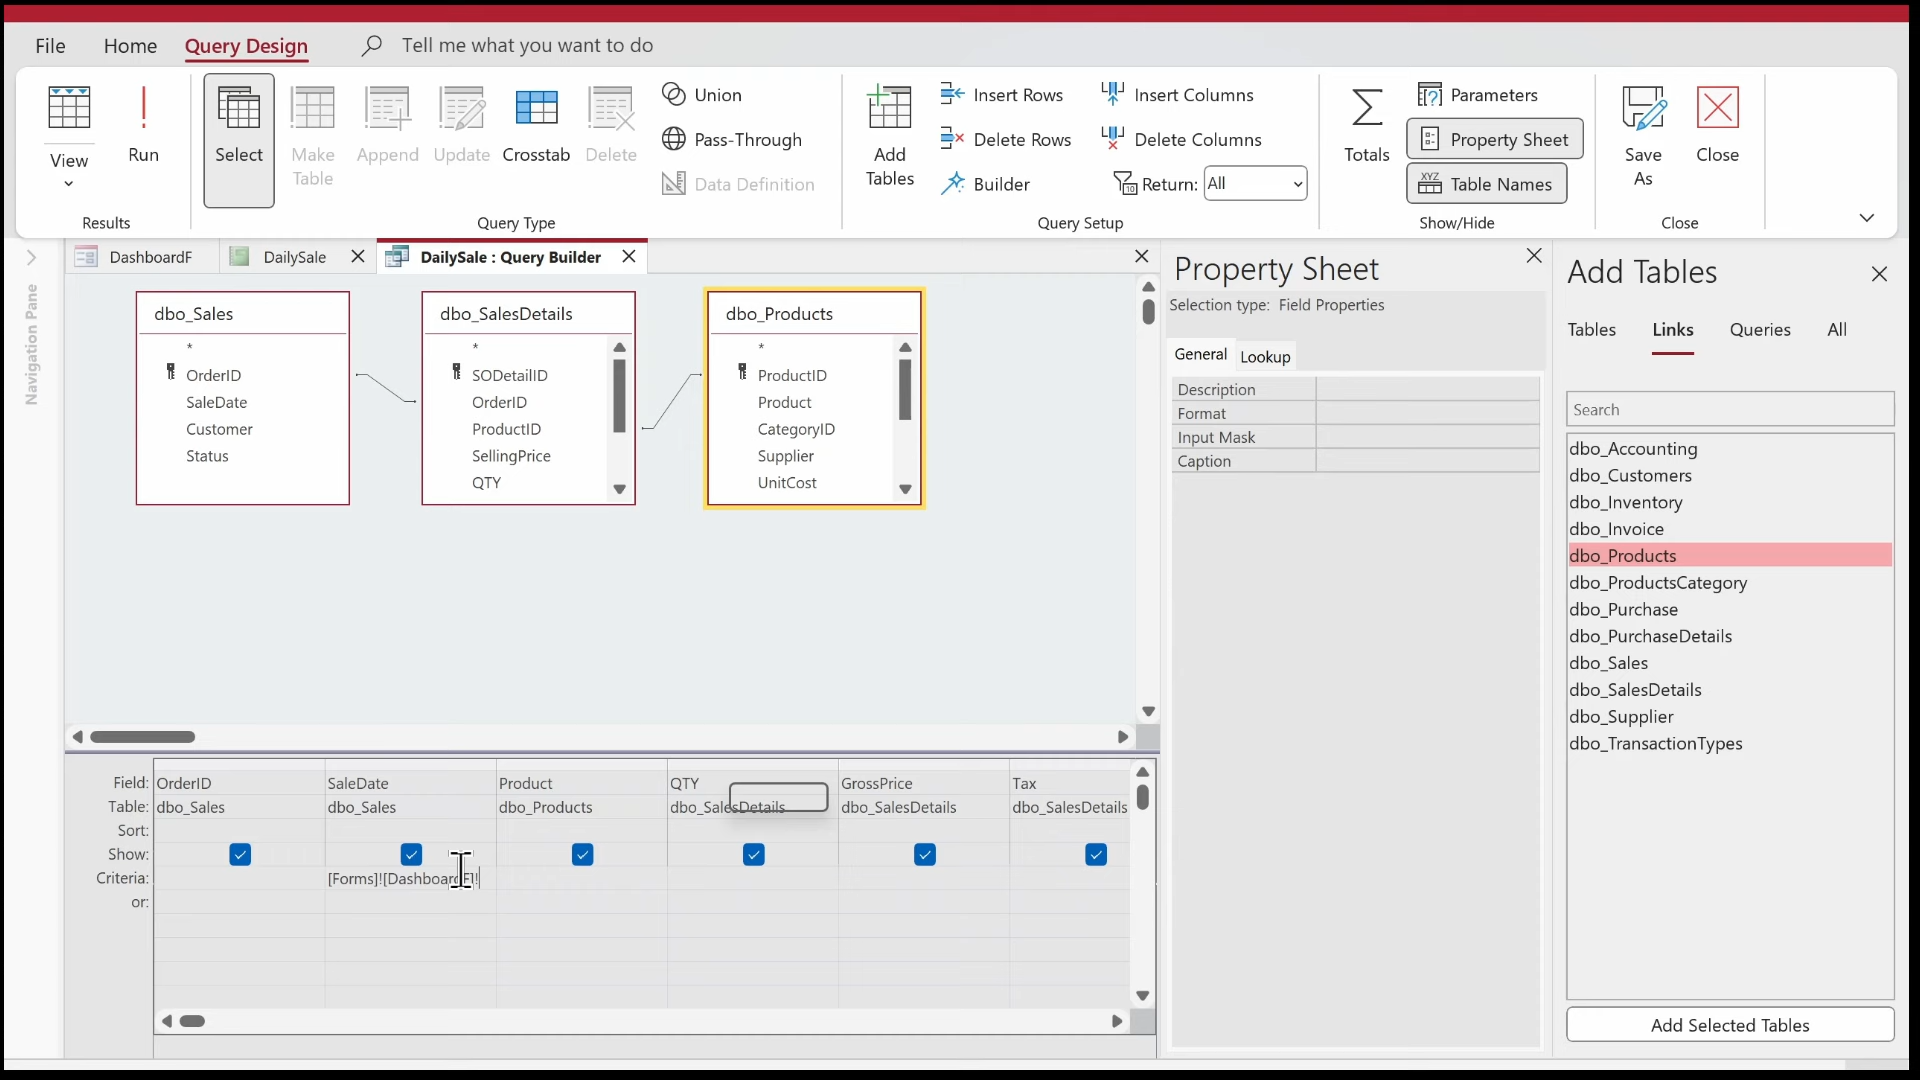 File Home Query Design Tell me what you want to do
View
Run
Select
Make
Table
Append
Update
Crosstab
Delete
Union
Pass-Through
Data Definition
Add
Tables
Insert Rows
Delete Rows
Builder
Insert Columns
Delete Columns
Return: All
Totals
Parameters
Property Sheet
XYZ
Table Names
Save
As
Close
Results
Query Type
Query Setup
Show/Hide
Close
Navigation Pane
DashboardF
DailySale
DailySale : Query Builder
dbo_Sales
*
OrderID
SaleDate
Customer
Status
dbo_SalesDetails
*
SODetailID
OrderID
ProductID
SellingPrice
QTY
dbo_Products
*
ProductID
Product
CategoryID
Supplier
UnitCost
Field: OrderID SaleDate Product QTY GrossPrice Tax
Table: dbo_Sales dbo_Sales dbo_Products dbo_SalesDetails dbo_SalesDetails dbo_SalesDetails
Sort:
Show:
Criteria: [Forms]![DashboardF]!
or:
Property Sheet
Selection type: Field Properties
General Lookup
Description
Format
Input Mask
Caption
Add Tables
Tables Links Queries All
Search
dbo_Accounting
dbo_Customers
dbo_Inventory
dbo_Invoice
dbo_Products
dbo_ProductsCategory
dbo_Purchase
dbo_PurchaseDetails
dbo_Sales
dbo_SalesDetails
dbo_Supplier
dbo_TransactionTypes
Add Selected Tables